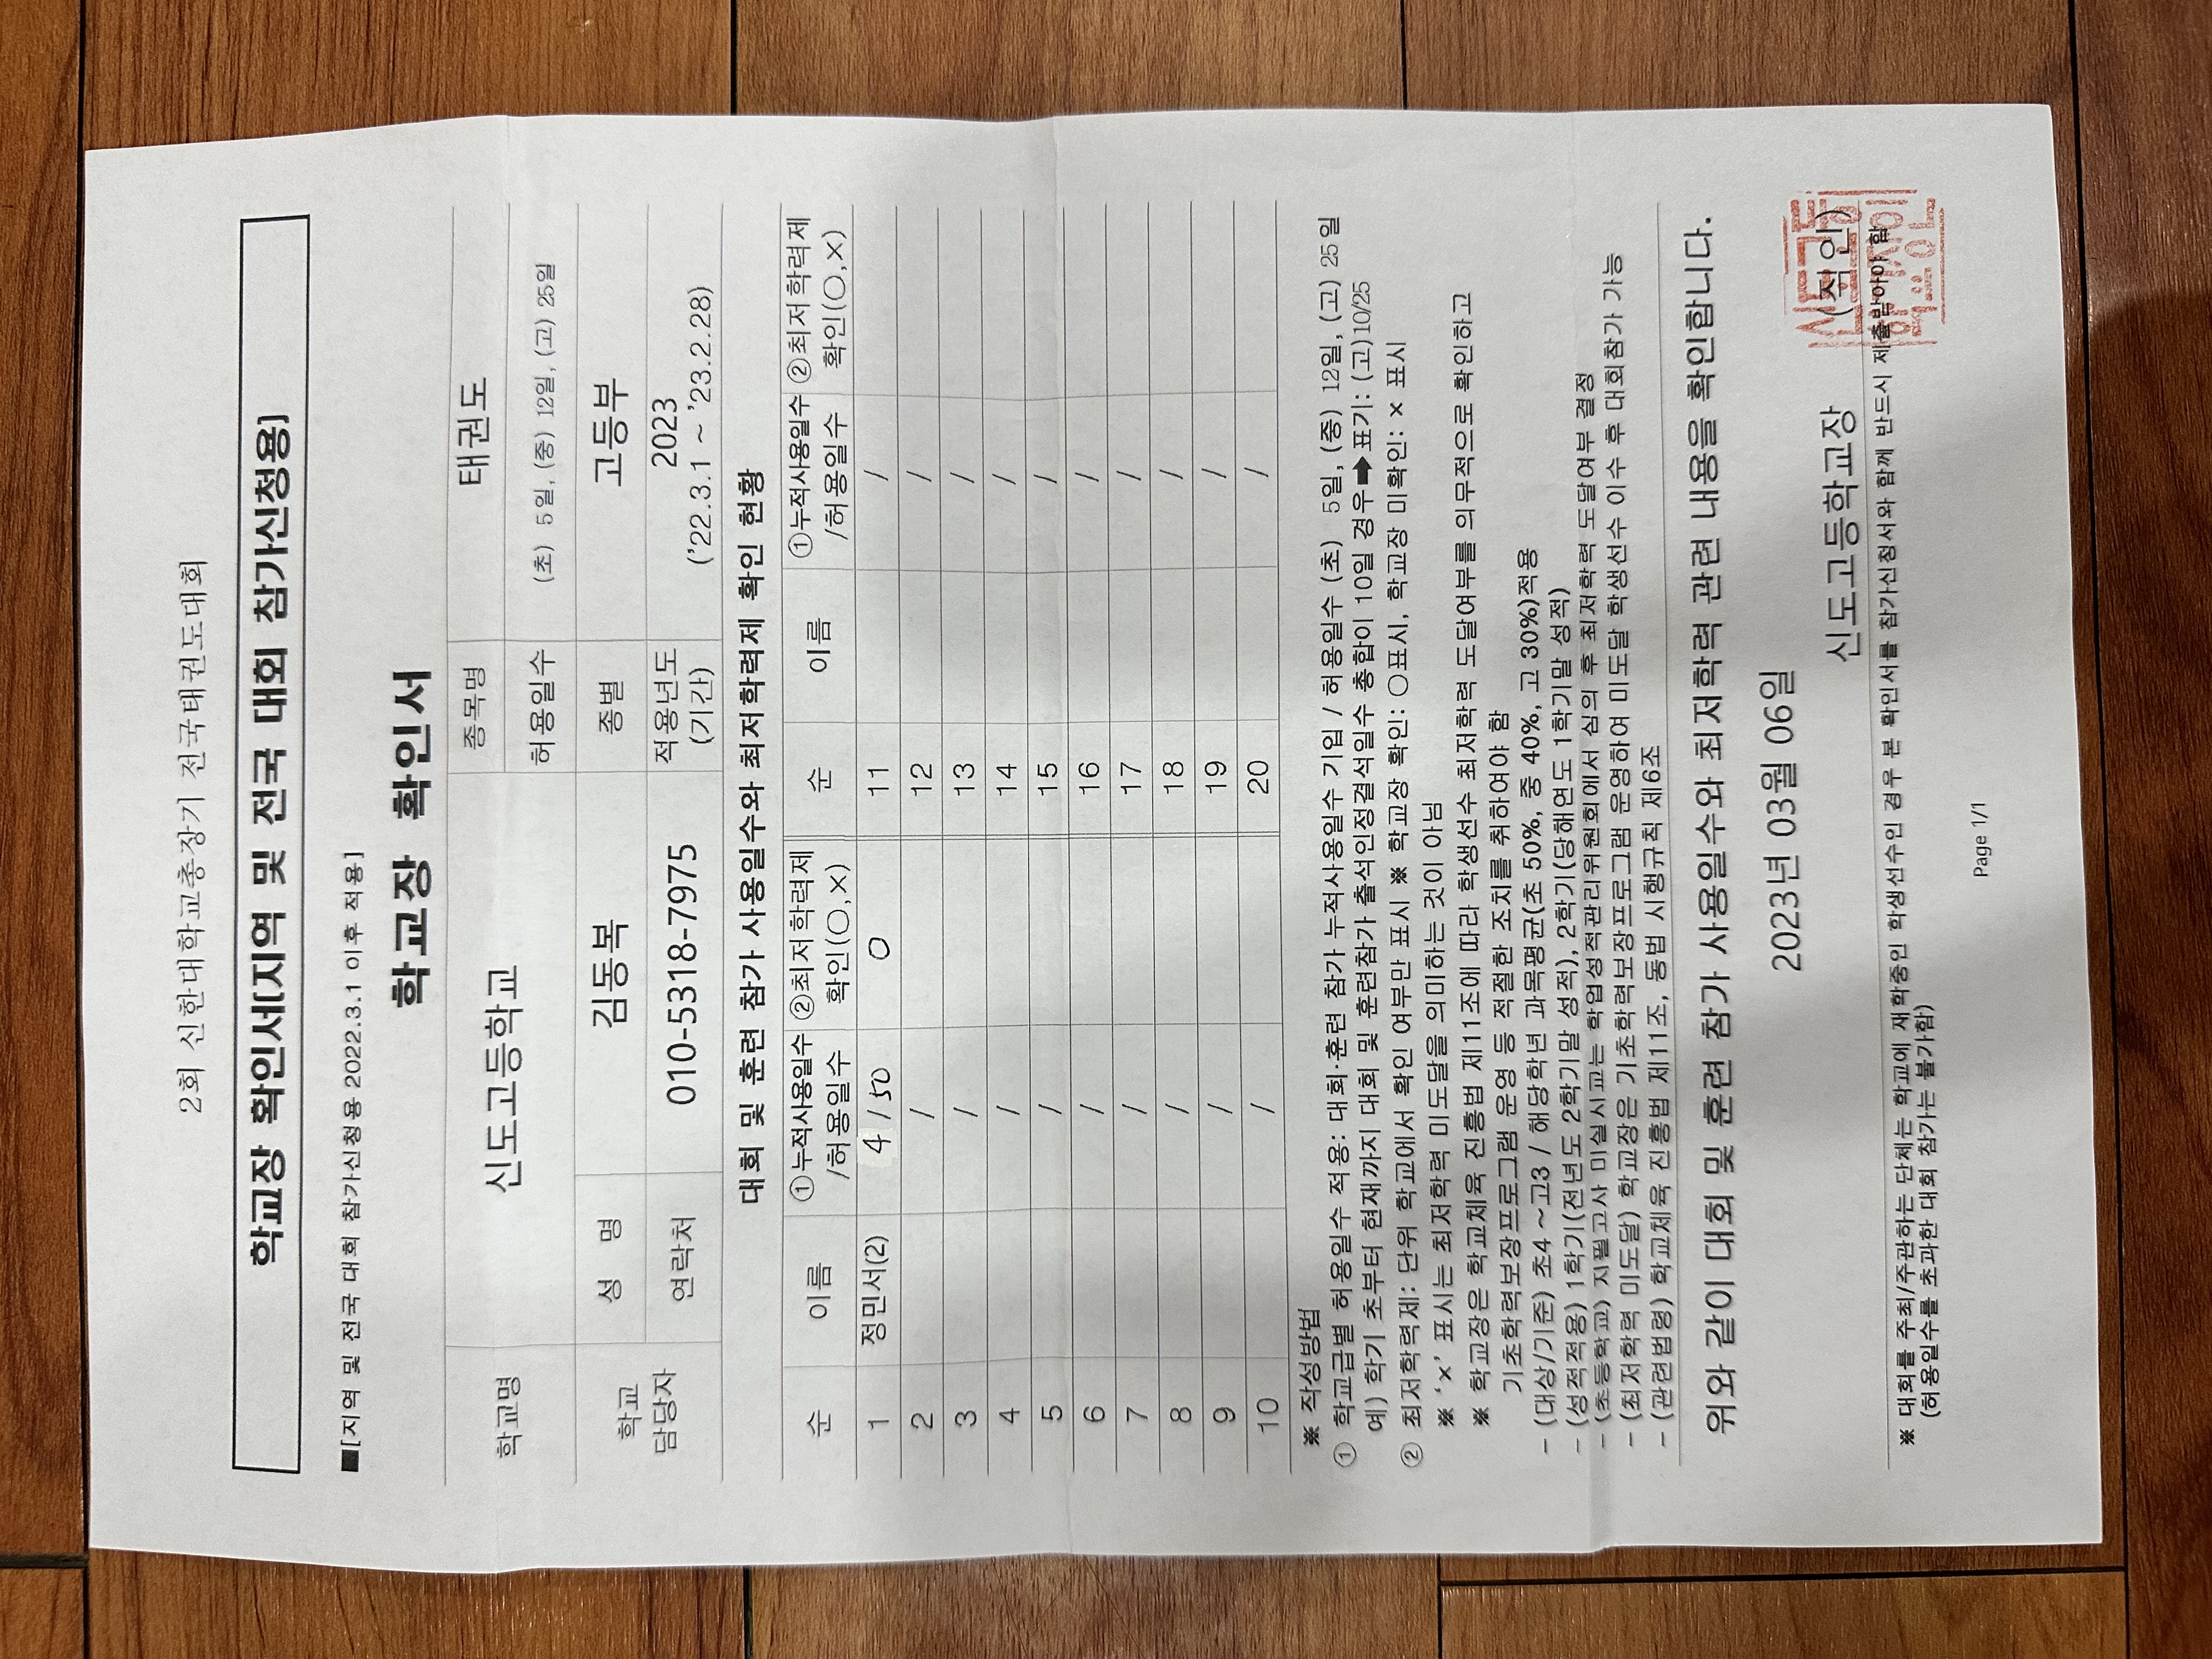 2회 신한대학교총장기 전국태권도대회
학교장 확인서[지역 및 전국 대회 참가신청용]
■[지역 및 전국 대회 참가신청용 2022.3.1 이후 적용]
학교장 확인서
학교명 신도고등학교 종목명 태권도
허용일수 (초) 5일, (중) 12일, (고) 25일
학교 담당자 성 명 김동복 종별 고등부
연락처 010-5318-7975 적용년도 (기간) 2023 ('22.3.1 ~ '23.2.28)
대회 및 훈련 참가 사용일수와 최저학력제 확인 현황
순 이름 ①누적사용일수 /허용일수 ②최저학력제 확인(○,×) 순 이름 ①누적사용일수 /허용일수 ②최저학력제 확인(○,×)
1 정민서(2) 4 / 50 O 11 /
2 / 12 /
3 / 13 /
4 / 14 /
5 / 15 /
6 / 16 /
7 / 17 /
8 / 18 /
9 / 19 /
10 / 20 /
※ 작성방법
① 학교급별 허용일수 적용: 대회·훈련 참가 누적사용일수 기입 / 허용일수 (초) 5일, (중) 12일, (고) 25일
예) 학기 초부터 현재까지 대회 및 훈련참가 출석인정결석일수 총합이 10일 경우➡표기: (고)10/25
② 최저학력제: 단위 학교에서 확인 여부만 표시 ※ 학교장 확인: ○표시, 학교장 미확인: × 표시
※ '×' 표시는 최저학력 미도달을 의미하는 것이 아님
※ 학교장은 학교체육 진흥법 제11조에 따라 학생선수 최저학력 도달여부를 의무적으로 확인하고
기초학력보장프로그램 운영 등 적절한 조치를 취하여야 함
- (대상/기준) 초4 ~ 고3 / 해당학년 과목평균(초 50%, 중 40%, 고 30%)적용
- (성적적용) 1학기(전년도 2학기말 성적), 2학기(당해연도 1학기말 성적)
- (초등학교) 지필고사 미실시교는 학업성적관리위원회에서 심의 후 최저학력 도달여부 결정
- (최저학력 미도달) 학교장은 기초학력보장프로그램 운영하여 미도달 학생선수 이수 후 대회참가 가능
- (관련법령) 학교체육 진흥법 제11조, 동법 시행규칙 제6조
위와 같이 대회 및 훈련 참가 사용일수와 최저학력 관련 내용을 확인합니다.
2023년 03월 06일
신도고등학교장 (직인)
※ 대회를 주최/주관하는 단체는 학교에 재학중인 학생선수인 경우 본 확인서를 참가신청서와 함께 반드시 제출받아야 함
(허용일수를 초과한 대회 참가는 불가함)
Page 1/1